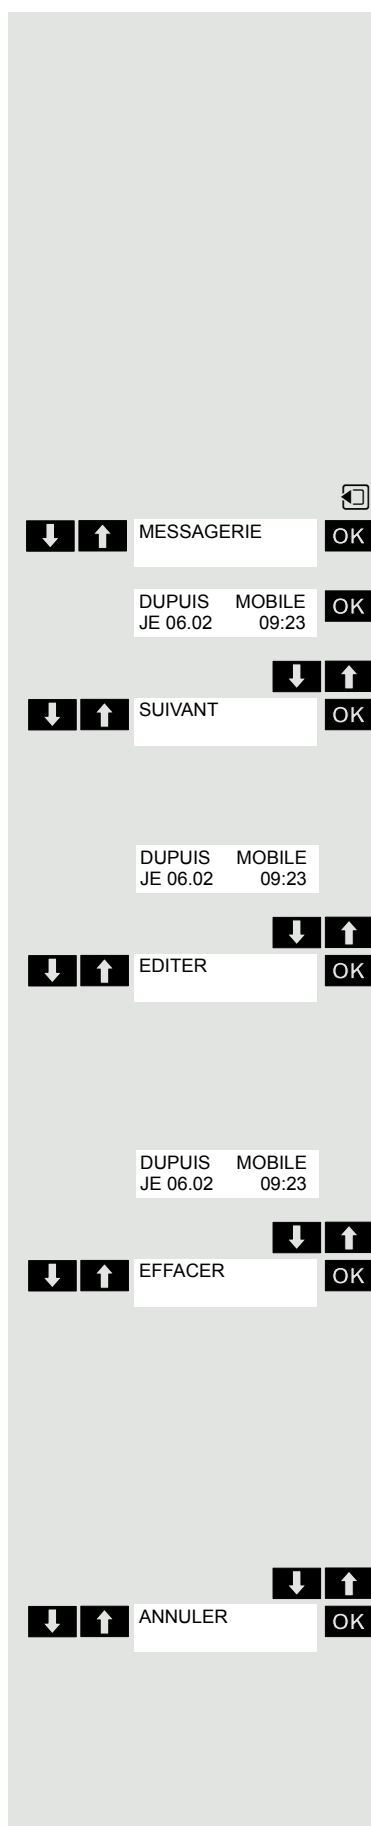 MESSAGERIE OK
DUPUIS MOBILE OK
JE 06.02 09:23
SUIVANT OK
DUPUIS MOBILE
JE 06.02 09:23
EDITER OK
DUPUIS MOBILE
JE 06.02 09:23
EFFACER OK
ANNULER OK